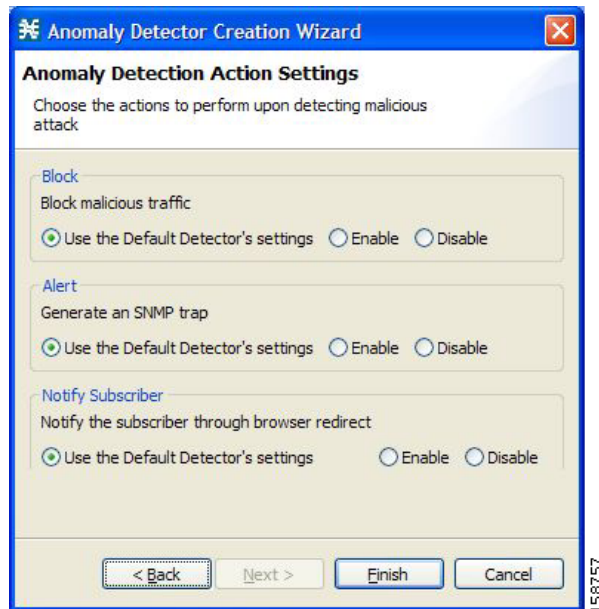 Anomaly Detector Creation Wizard
Anomaly Detection Action Settings
Choose the actions to perform upon detecting malicious
attack
Block
Block malicious traffic
Use the Default Detector's settings Enable Disable
Alert
Generate an SNMP trap
Use the Default Detector's settings Enable Disable
Notify Subscriber
Notify the subscriber through browser redirect
Use the Default Detector's settings Enable Disable
< Back Next > Finish Cancel
58757